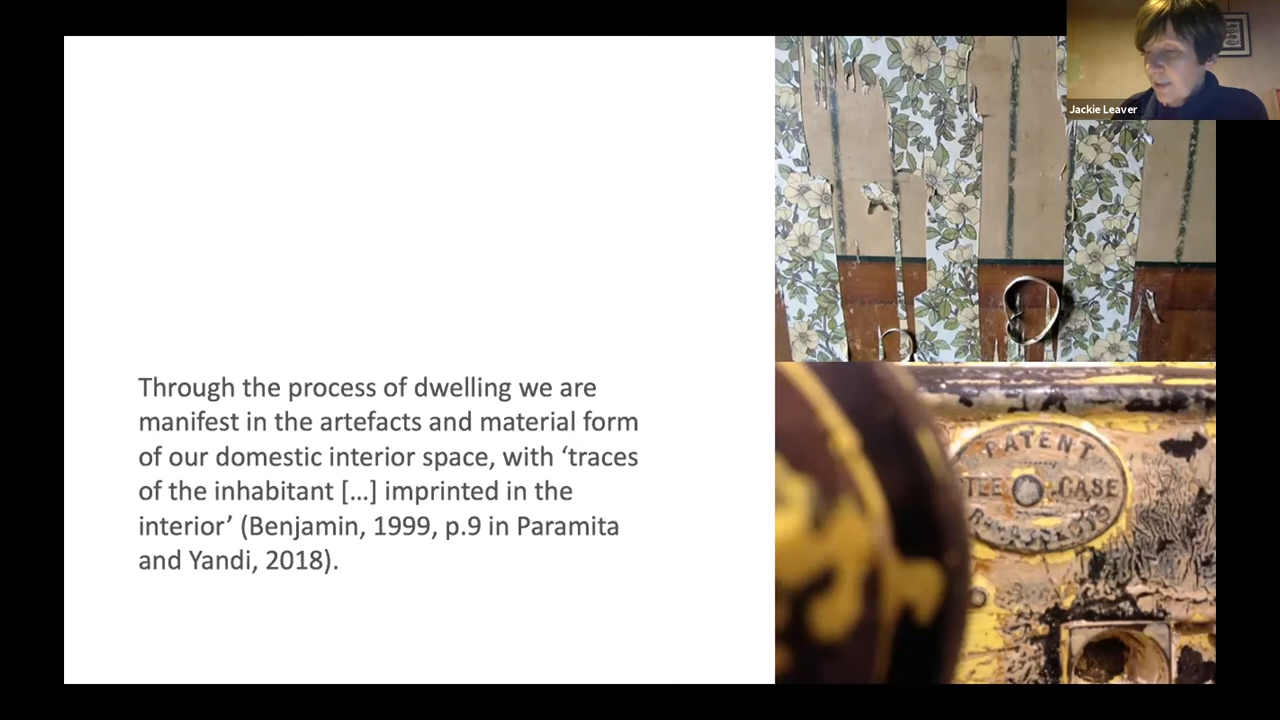 Jackie Leaver
Through the process of dwelling we are
manifest in the artefacts and material form
of our domestic interior space, with ‘traces
of the inhabitant […] imprinted in the
interior’ (Benjamin, 1999, p.9 in Paramita
and Yandi, 2018).
PATENT
CASE